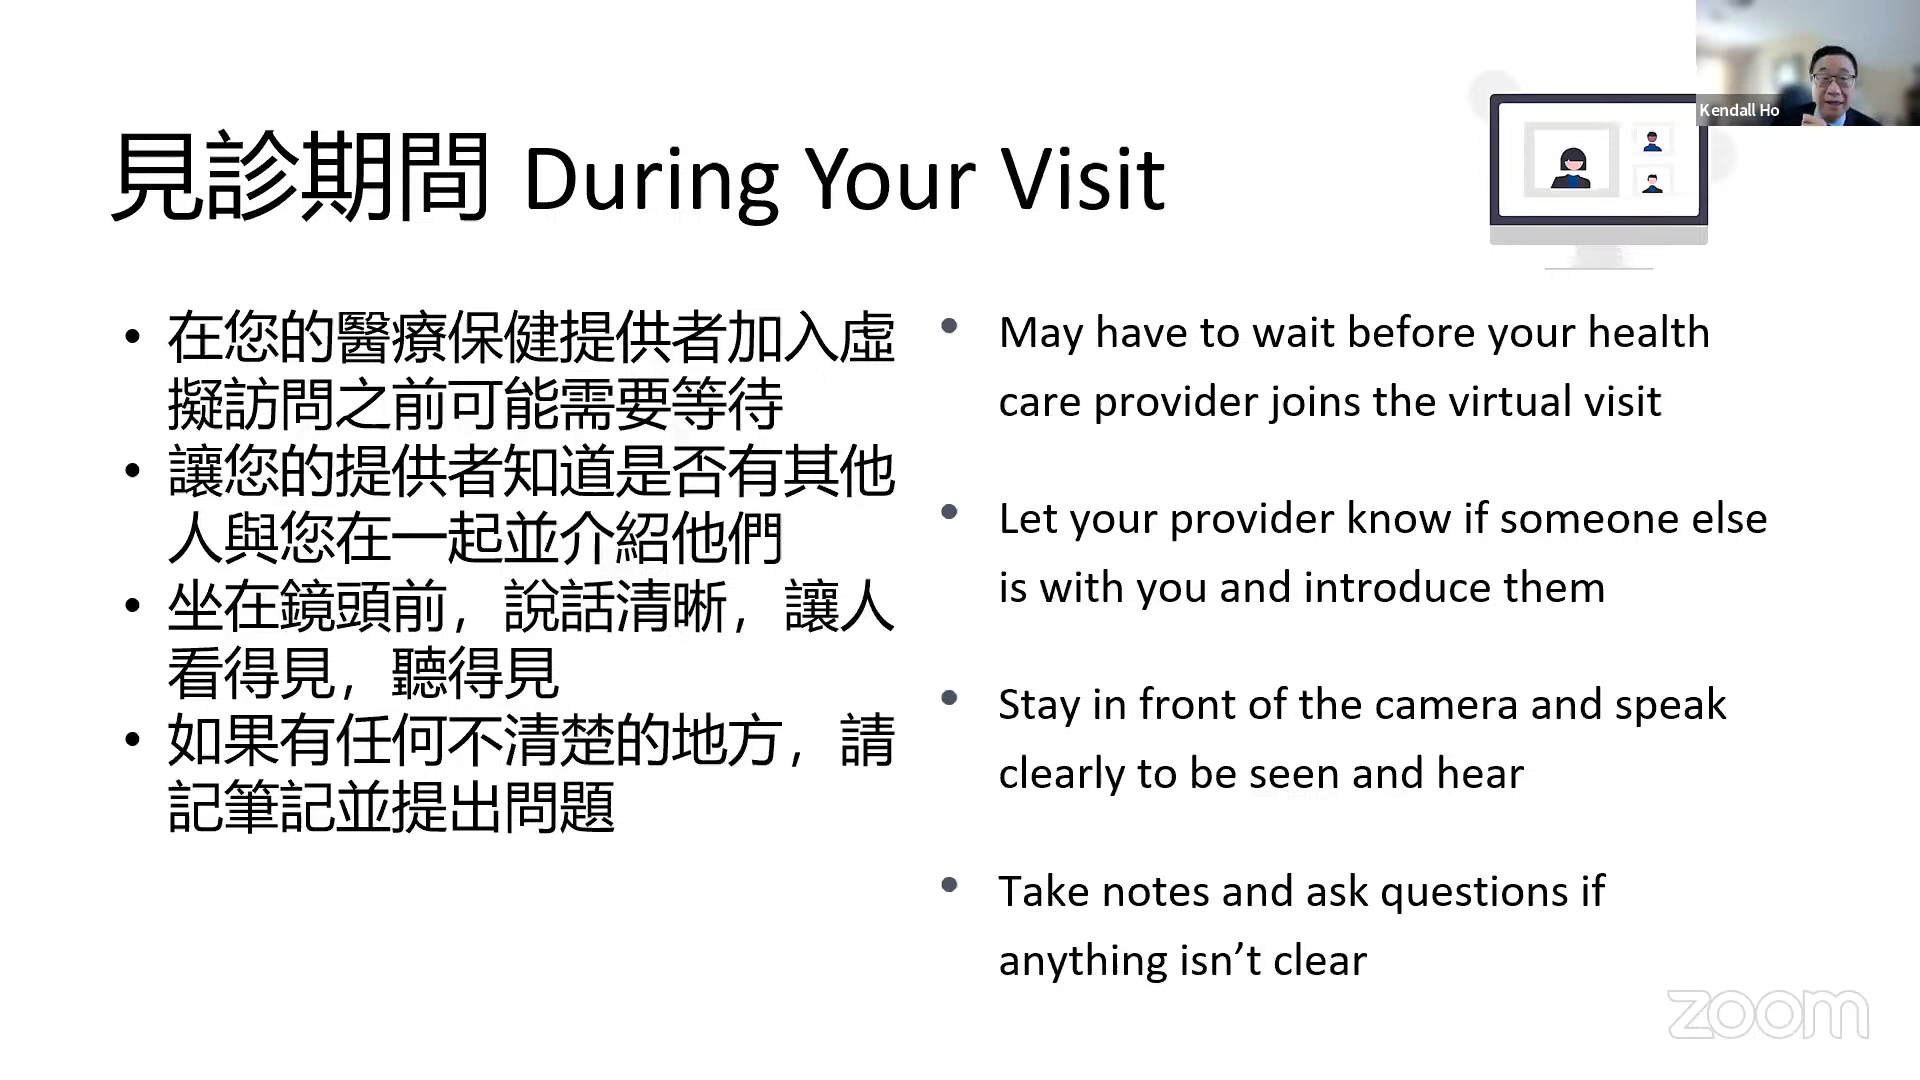 Kendall Ho
見診期間 During Your Visit
• 在您的醫療保健提供者加入虛
擬訪問之前可能需要等待
• 讓您的提供者知道是否有其他
人與您在一起並介紹他們
• 坐在鏡頭前，說話清晰，讓人
看得見，聽得見
• 如果有任何不清楚的地方，請
記筆記並提出問題
• May have to wait before your health
care provider joins the virtual visit
• Let your provider know if someone else
is with you and introduce them
• Stay in front of the camera and speak
clearly to be seen and hear
• Take notes and ask questions if
anything isn’t clear
zoom